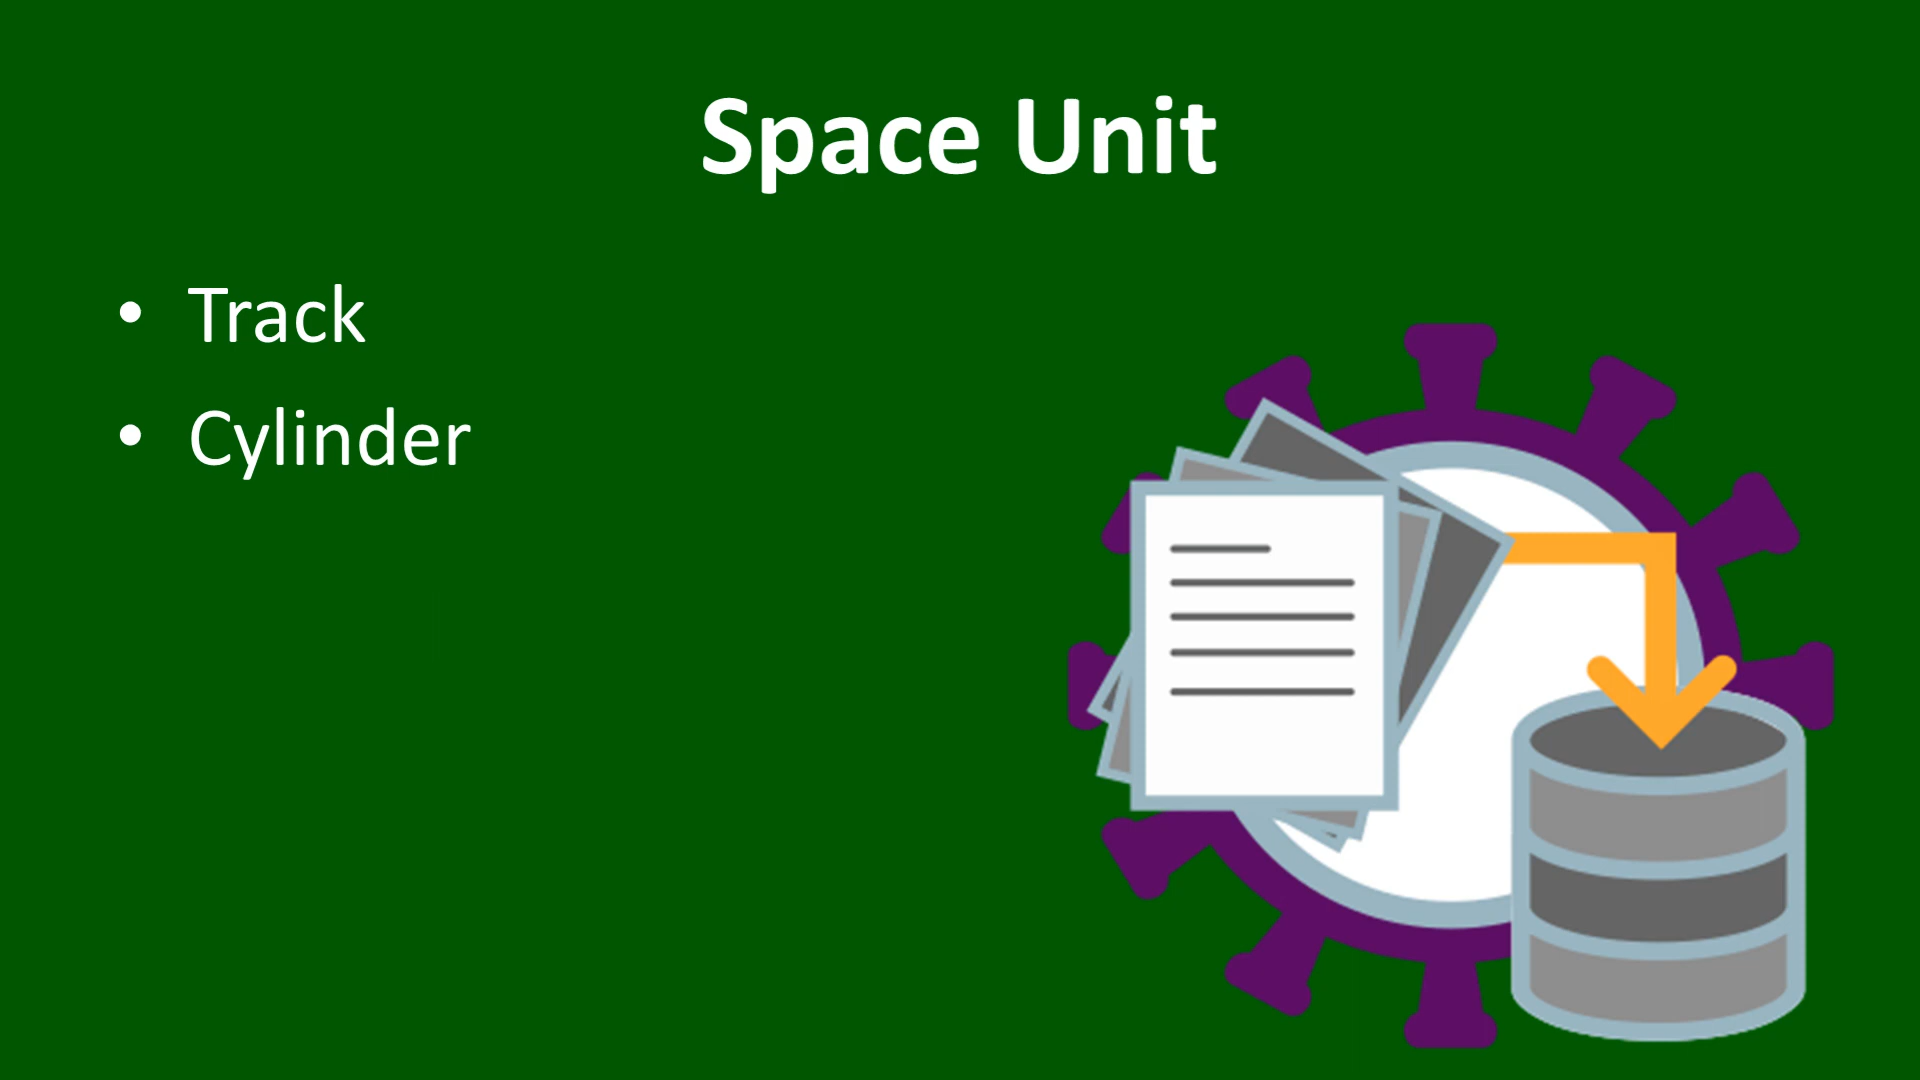 Space Unit
• Track
• Cylinder